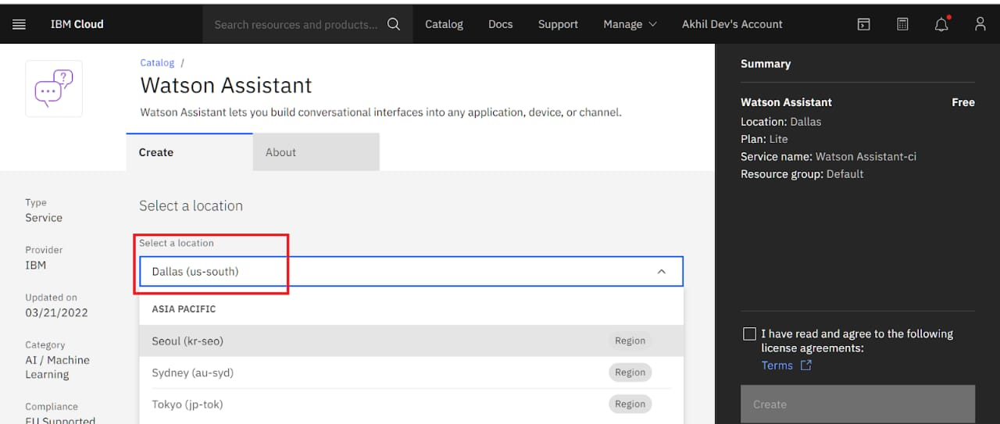 IBM Cloud
Search resources and products...
Catalog
Docs
Support
Manage
Akhil Dev's Account
?
Catalog /
Watson Assistant
Watson Assistant lets you build conversational interfaces into any application, device, or channel.
Create
About
Type
Service
Provider
IBM
Updated on
03/21/2022
Category
AI / Machine
Learning
Compliance
EU Supported
Select a location
Select a location
Dallas (us-south)
ASIA PACIFIC
Seoul (kr-seo) Region
Sydney (au-syd) Region
Tokyo (jp-tok) Region
Summary
Watson Assistant Free
Location: Dallas
Plan: Lite
Service name: Watson Assistant-ci
Resource group: Default
I have read and agree to the following
license agreements:
Terms
Create